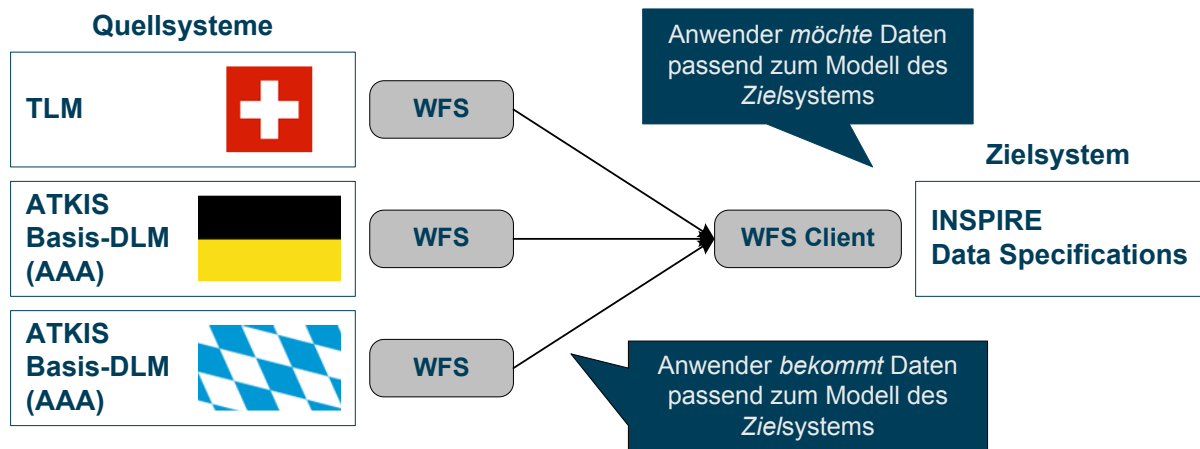 Quellsysteme
TLM
WFS
ATKIS
Basis-DLM
(AAA)
WFS
ATKIS
Basis-DLM
(AAA)
WFS
Anwender möchte Daten
passend zum Modell des
Zielsystems
WFS Client
Zielsystem
INSPIRE
Data Specifications
Anwender bekommt Daten
passend zum Modell des
Zielsystems